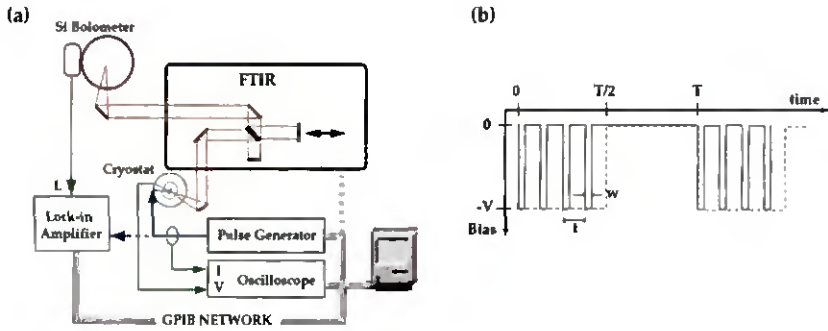 (a)
Si Bolometer
FTIR
Cryostat
L
Lock-in
Amplifier
Pulse Generator
I
V
Oscilloscope
GPIB NETWORK
(b)
0
T/2
T
time
0
w
-V
t
Bias